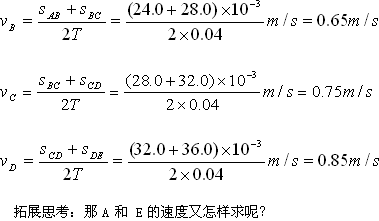 v_B = (s_AB + s_BC) / 2T = ((24.0 + 28.0) × 10^-3) / (2 × 0.04) m/s = 0.65m/s
v_C = (s_BC + s_CD) / 2T = ((28.0 + 32.0) × 10^-3) / (2 × 0.04) m/s = 0.75m/s
v_D = (s_CD + s_DE) / 2T = ((32.0 + 36.0) × 10^-3) / (2 × 0.04) m/s = 0.85m/s
拓展思考：那 A 和 E 的速度又怎样求呢？